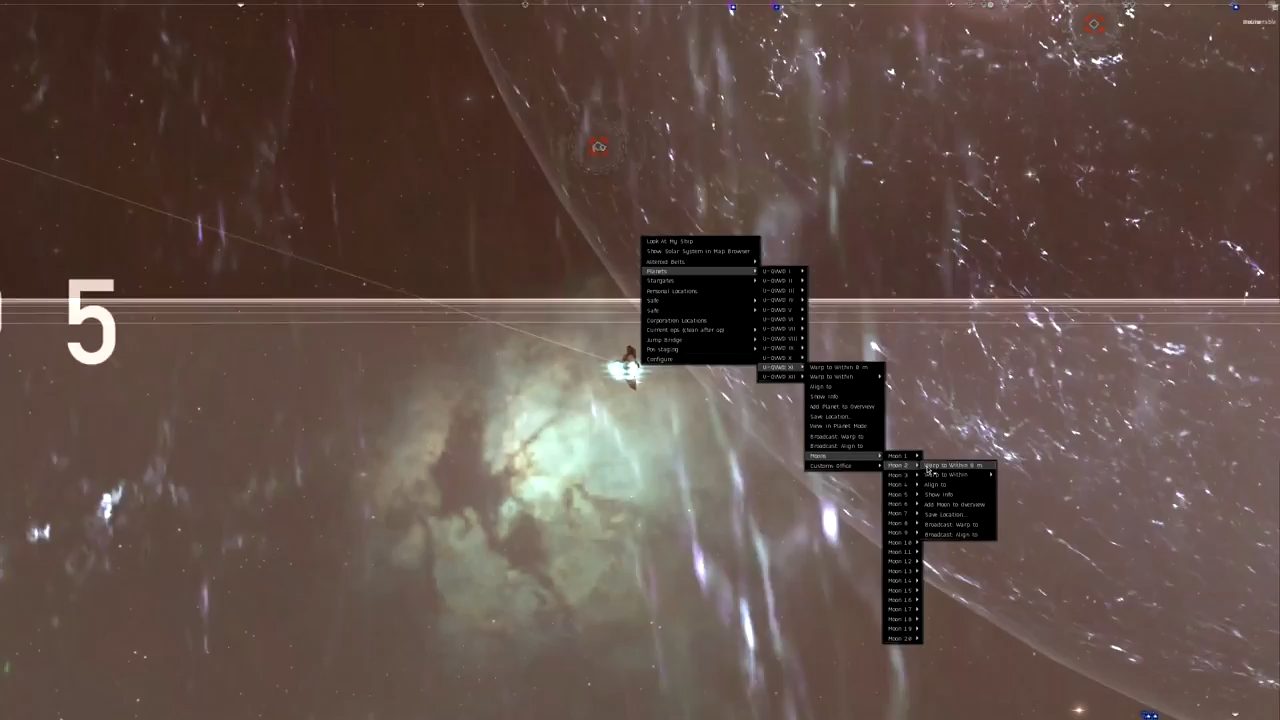 5
Look At My Ship
Show Solar System in Map Browser
Asteroid Belts
Planets
Stargates
Personal Locations
Safe
Safe
Corporation Locations
Current ops (clean after up)
Jump Bridge
Pos staging
Configure
U-QVWD I
U-QVWD II
U-QVWD III
U-QVWD IV
U-QVWD V
U-QVWD VI
U-QVWD VII
U-QVWD VIII
U-QVWD IX
U-QVWD X
U-QVWD XI
U-QVWD XII
Warp to Within 0 m
Warp to Within
Align to
Show Info
Add Planet to Overview
Save Location...
View in Planet Mode
Broadcast: Warp to
Broadcast: Align to
Moons
Customs Office
Moon 1
Moon 2
Moon 3
Moon 4
Moon 5
Moon 6
Moon 7
Moon 8
Moon 9
Moon 10
Moon 11
Moon 12
Moon 13
Moon 14
Moon 15
Moon 16
Moon 17
Moon 18
Moon 19
Moon 20
Warp to Within 0 m
Warp to Within
Align to
Show Info
Add Moon to Overview
Save Location...
Broadcast: Warp to
Broadcast: Align to